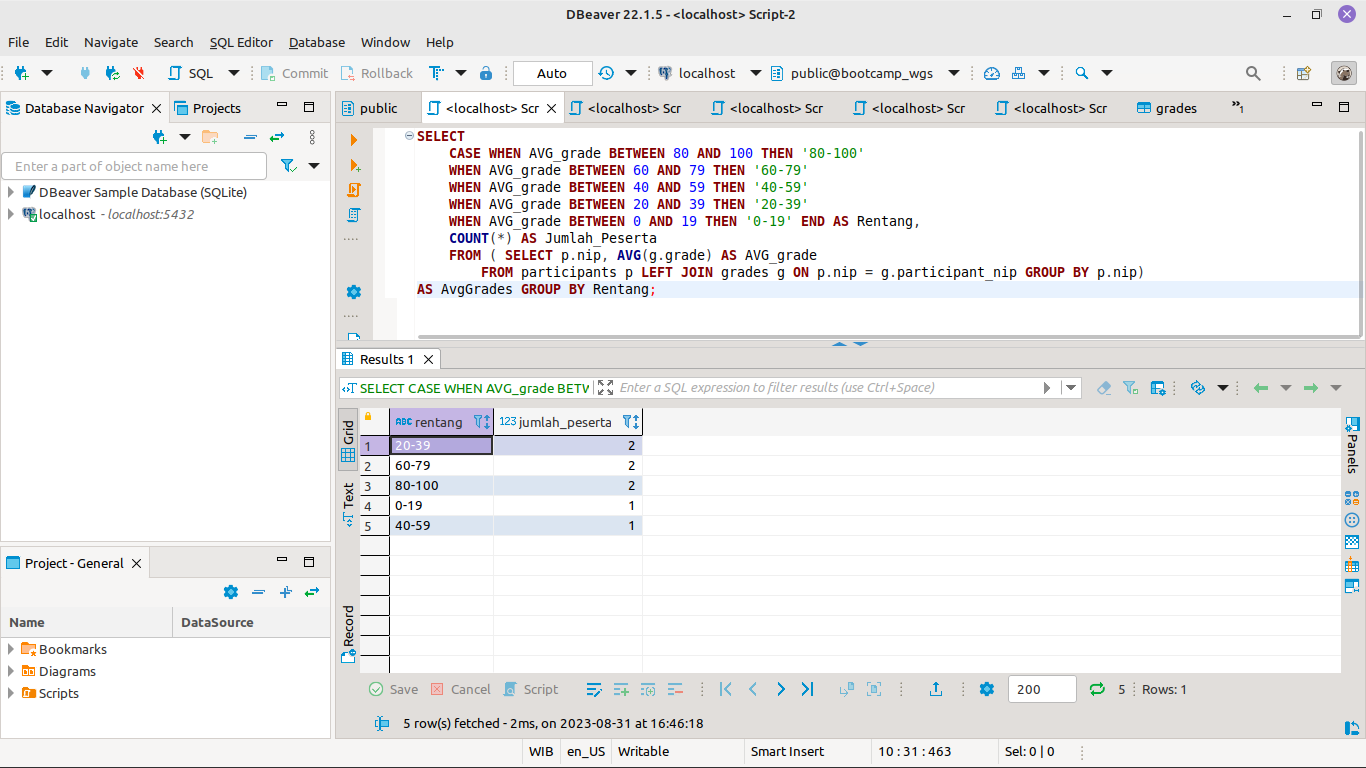 DBeaver 22.1.5 - <localhost> Script-2
File Edit Navigate Search SQL Editor Database Window Help
SQL Commit Rollback Auto localhost public@bootcamp_wgs
Database Navigator Projects
Enter a part of object name here
DBeaver Sample Database (SQLite)
localhost - localhost:5432
public <localhost> Scr <localhost> Scr <localhost> Scr <localhost> Scr <localhost> Scr grades »1
SELECT
CASE WHEN AVG_grade BETWEEN 80 AND 100 THEN '80-100'
WHEN AVG_grade BETWEEN 60 AND 79 THEN '60-79'
WHEN AVG_grade BETWEEN 40 AND 59 THEN '40-59'
WHEN AVG_grade BETWEEN 20 AND 39 THEN '20-39'
WHEN AVG_grade BETWEEN 0 AND 19 THEN '0-19' END AS Rentang,
COUNT(*) AS Jumlah_Peserta
FROM ( SELECT p.nip, AVG(g.grade) AS AVG_grade
FROM participants p LEFT JOIN grades g ON p.nip = g.participant_nip GROUP BY p.nip)
AS AvgGrades GROUP BY Rentang;
Results 1
SELECT CASE WHEN AVG_grade BETW Enter a SQL expression to filter results (use Ctrl+Space)
Grid
Text
Record
ABC rentang 123 jumlah_peserta
1 20-39 2
2 60-79 2
3 80-100 2
4 0-19 1
5 40-59 1
Panels
Save Cancel Script 200 5 Rows: 1
5 row(s) fetched - 2ms, on 2023-08-31 at 16:46:18
Project - General
Name DataSource
Bookmarks
Diagrams
Scripts
WIB en_US Writable Smart Insert 10 : 31 : 463 Sel: 0 | 0